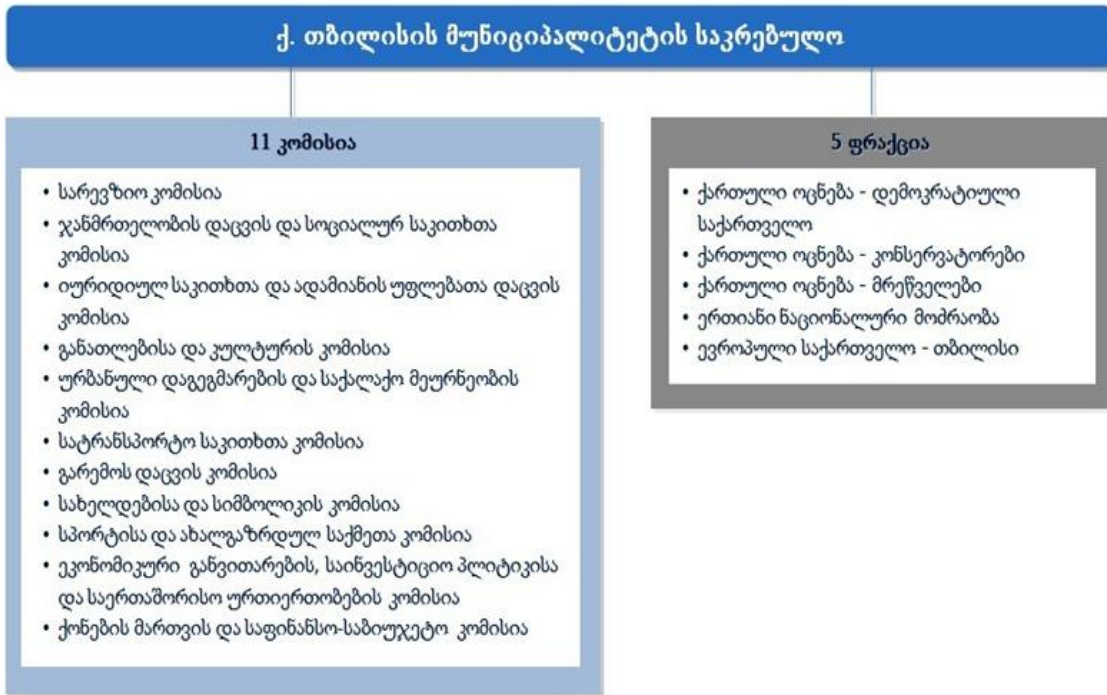 ქ. თბილისის მუნიციპალიტეტის საკრებულო
11 კომისია
• სარევზიო კომისია
• ჯანმრთელობის დაცვის და სოციალურ საკითხთა
კომისია
• იურიდიულ საკითხთა და ადამიანის უფლებათა დაცვის
კომისია
• განათლებისა და კულტურის კომისია
• ურბანული დაგეგმარების და საქალაქო მეურნეობის
კომისია
• სატრანსპორტო საკითხთა კომისია
• გარემოს დაცვის კომისია
• სახელდებისა და სიმბოლიკის კომისია
• სპორტისა და ახალგაზრდულ საქმეთა კომისია
• ეკონომიკური განვითარების, საინვესტიციო პლიტიკისა
და საერთაშორისო ურთიერთობების კომისია
• ქონების მართვის და საფინანსო-საბიუჯეტო კომისია
5 ფრაქცია
• ქართული ოცნება - დემოკრატიული
საქართველო
• ქართული ოცნება - კონსერვატორები
• ქართული ოცნება - მრეწველები
• ერთიანი ნაციონალური მოძრაობა
• ევროპული საქართველო - თბილისი